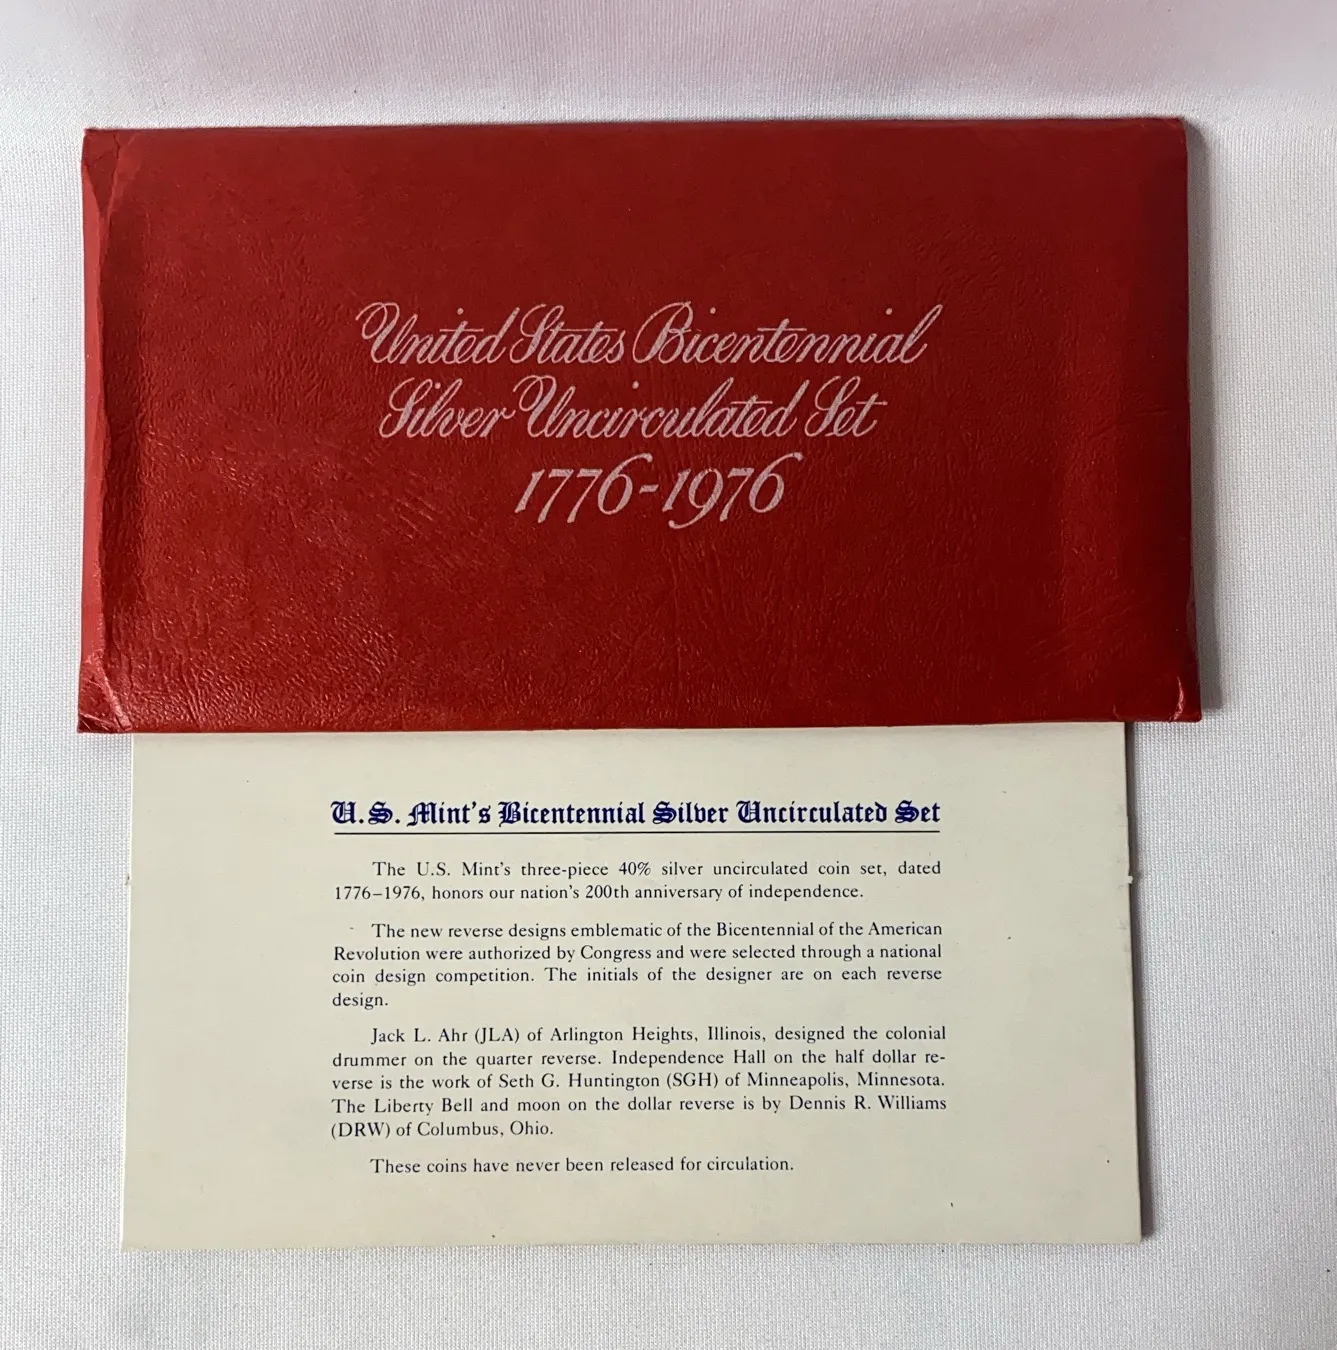 United States Bicentennial
Silver Uncirculated Set
1776-1976
U.S. Mint's Bicentennial Silver Uncirculated Set
The U.S. Mint's three-piece 40% silver uncirculated coin set, dated
1776–1976, honors our nation's 200th anniversary of independence.
The new reverse designs emblematic of the Bicentennial of the American
Revolution were authorized by Congress and were selected through a national
coin design competition. The initials of the designer are on each reverse
design.
Jack L. Ahr (JLA) of Arlington Heights, Illinois, designed the colonial
drummer on the quarter reverse. Independence Hall on the half dollar re-
verse is the work of Seth G. Huntington (SGH) of Minneapolis, Minnesota.
The Liberty Bell and moon on the dollar reverse is by Dennis R. Williams
(DRW) of Columbus, Ohio.
These coins have never been released for circulation.